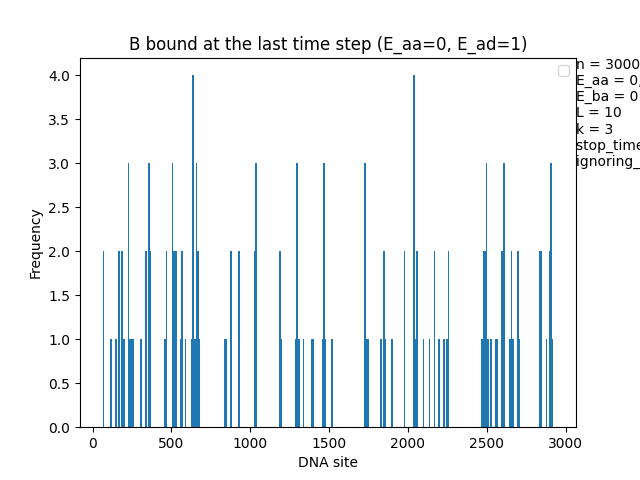 B bound at the last time step (E_aa=0, E_ad=1)
n = 3000
E_aa = 0,
E_ba = 0
L = 10
k = 3
stop_time
ignoring_
4.0
3.5
3.0
2.5
2.0
1.5
1.0
0.5
0.0
Frequency
0 500 1000 1500 2000 2500 3000
DNA site